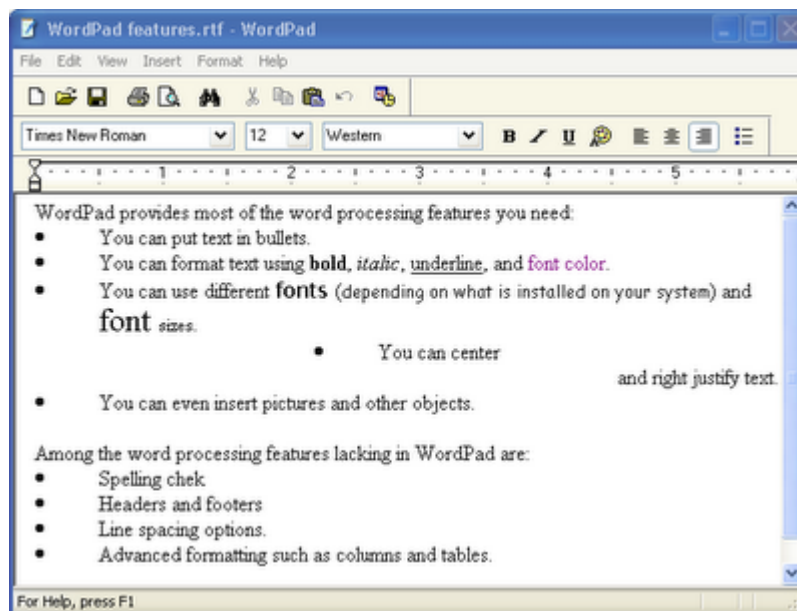 WordPad features.rtf - WordPad
File Edit View Insert Format Help
Times New Roman 12 Western B I U
1 2 3 4 5
WordPad provides most of the word processing features you need:
● You can put text in bullets.
● You can format text using bold, italic, underline, and font color.
● You can use different fonts (depending on what is installed on your system) and
font sizes.
● You can center
and right justify text.
● You can even insert pictures and other objects.
Among the word processing features lacking in WordPad are:
● Spelling chek
● Headers and footers
● Line spacing options.
● Advanced formatting such as columns and tables.
For Help, press F1